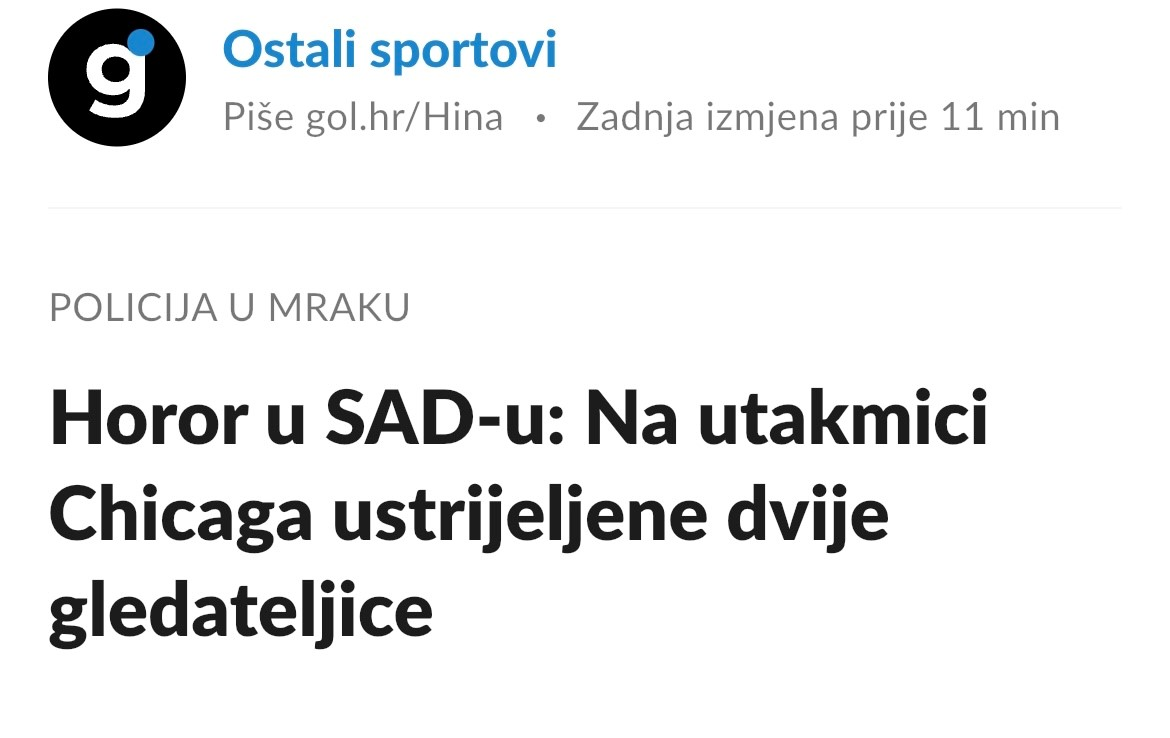 g
Ostali sportovi
Piše gol.hr/Hina • Zadnja izmjena prije 11 min
POLICIJA U MRAKU
Horor u SAD-u: Na utakmici
Chicaga ustrijeljene dvije
gledateljice